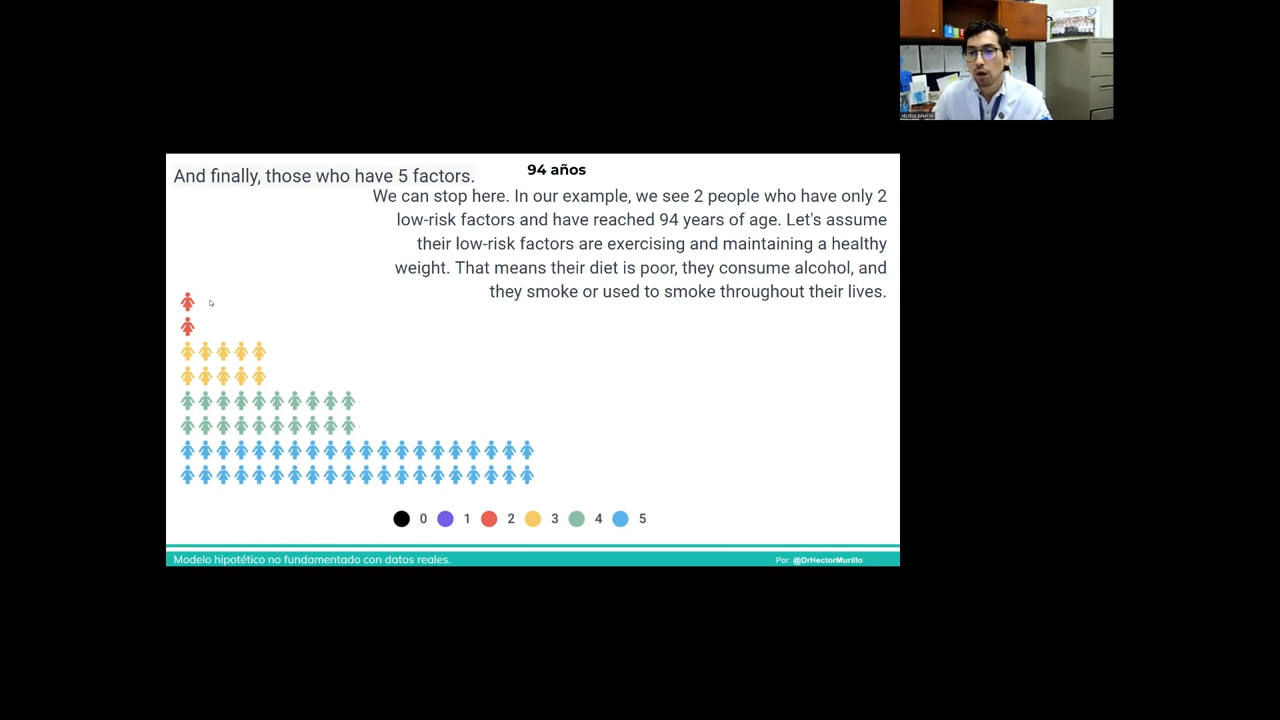 And finally, those who have 5 factors.
94 años
We can stop here. In our example, we see 2 people who have only 2
low-risk factors and have reached 94 years of age. Let's assume
their low-risk factors are exercising and maintaining a healthy
weight. That means their diet is poor, they consume alcohol, and
they smoke or used to smoke throughout their lives.
0 1 2 3 4 5
Modelo hipotético no fundamentado con datos reales.
Por: @DrHectorMurillo